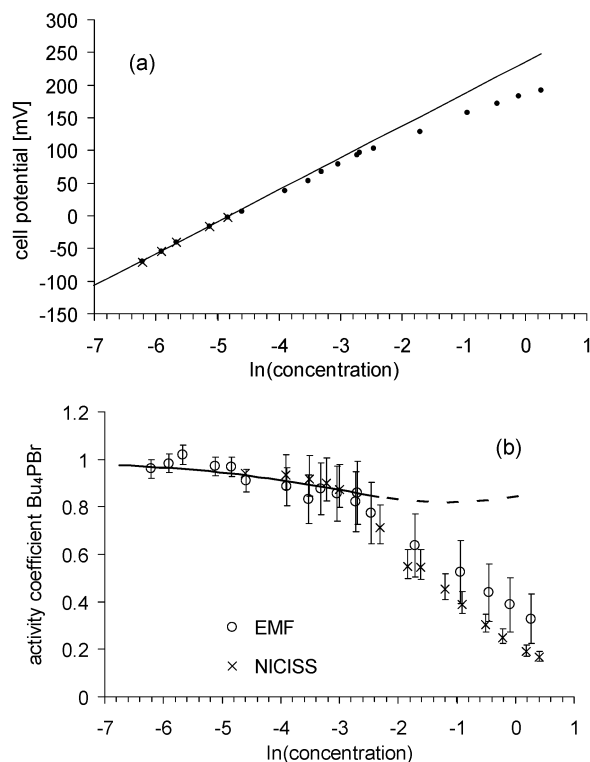 (a)
cell potential [mV]
300
250
200
150
100
50
0
-50
-100
-150
-7 -6 -5 -4 -3 -2 -1 0 1
ln(concentration)
(b)
activity coefficient Bu₄PBr
1.2
1
0.8
0.6
0.4
0.2
0
EMF
NICISS
-7 -6 -5 -4 -3 -2 -1 0 1
ln(concentration)